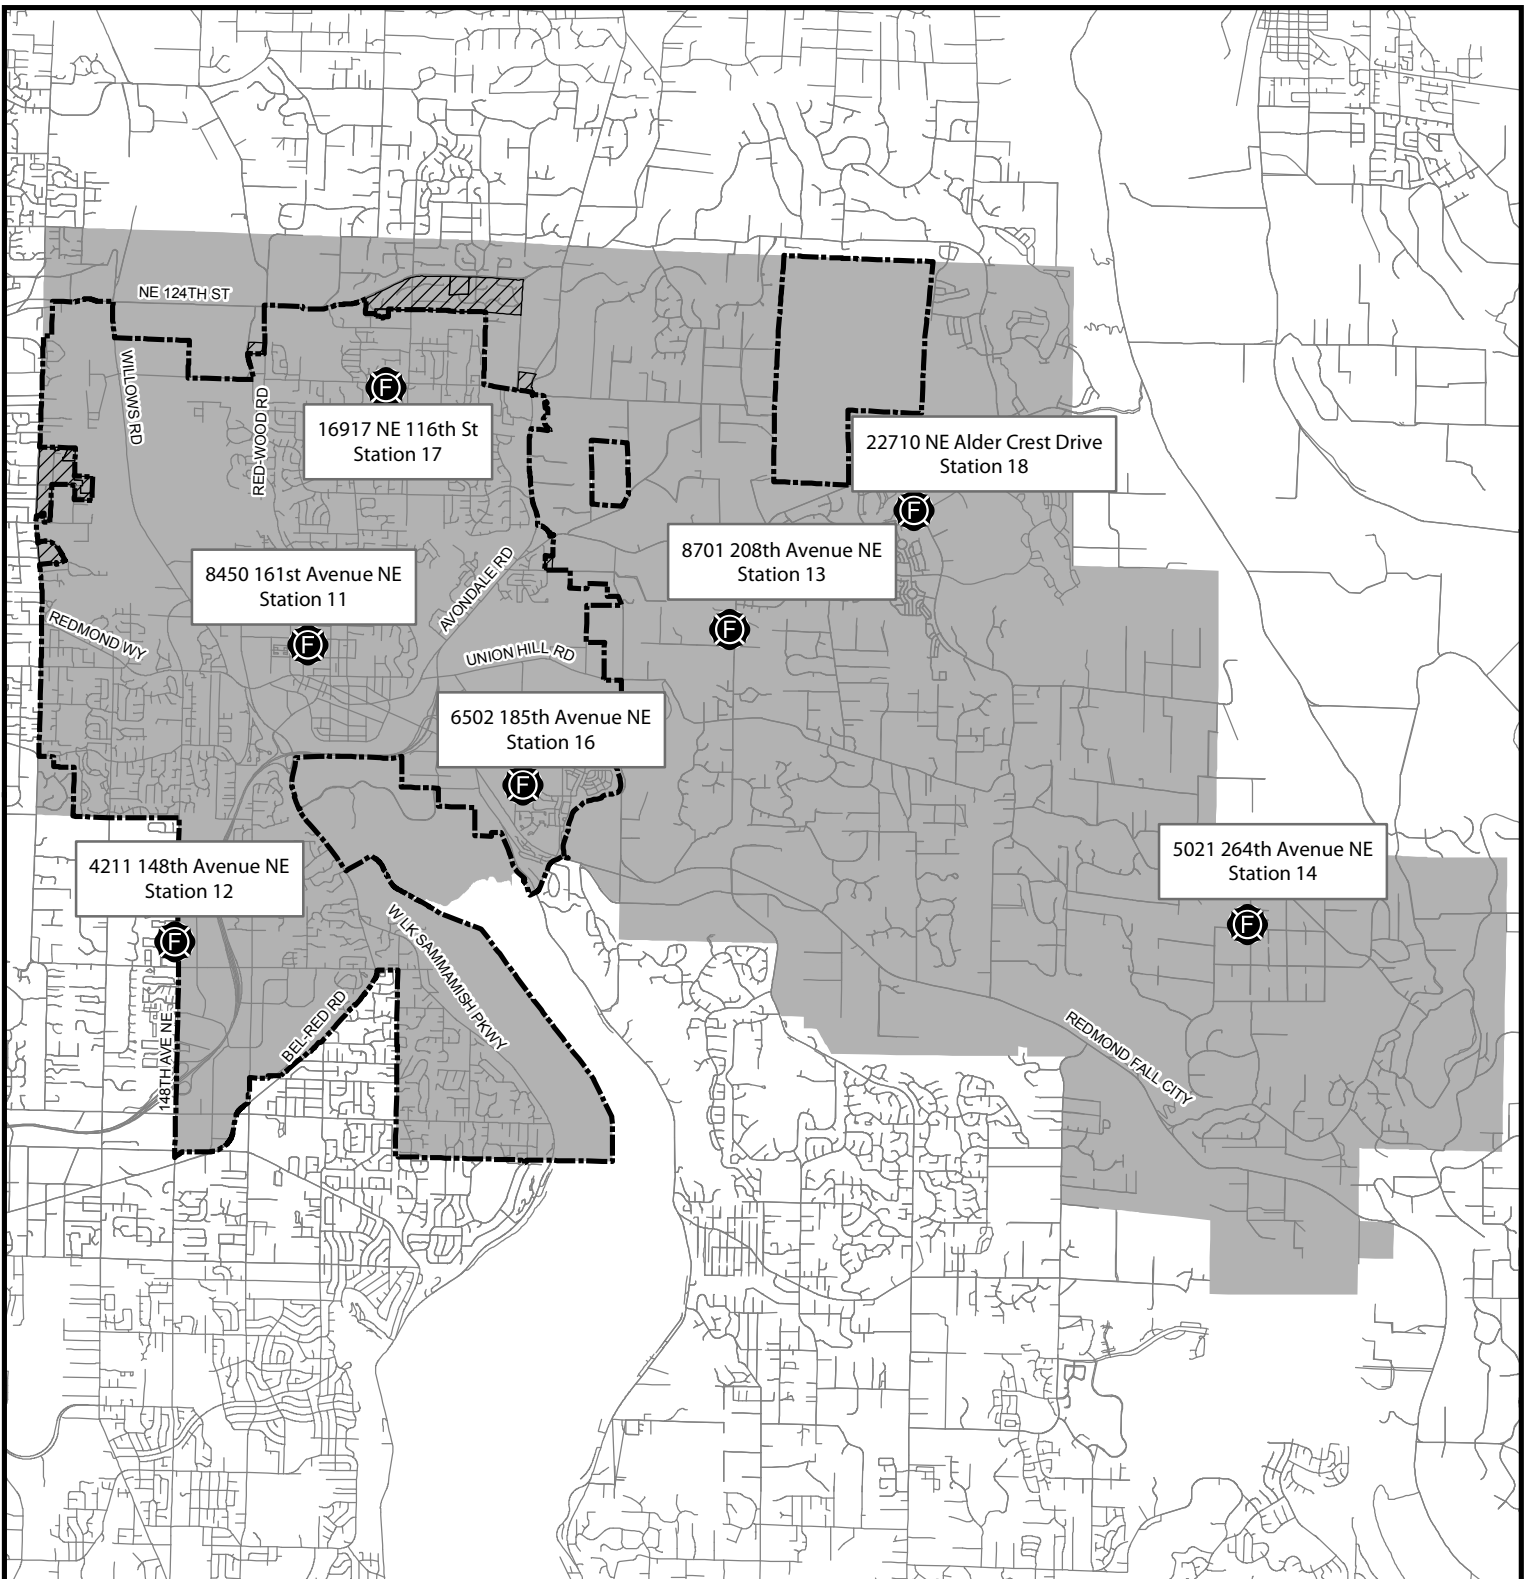 NE 124TH ST
WILLOWS RD
RED-WOOD RD
F
16917 NE 116th St
Station 17
22710 NE Alder Crest Drive
Station 18
F
8701 208th Avenue NE
Station 13
F
8450 161st Avenue NE
Station 11
F
AVONDALE RD
REDMOND WY
UNION HILL RD
6502 185th Avenue NE
Station 16
F
4211 148th Avenue NE
Station 12
F
5021 264th Avenue NE
Station 14
F
W LK SAMMAMISH PKWY
BEL-RED RD
148TH AVE NE
REDMOND FALL CITY